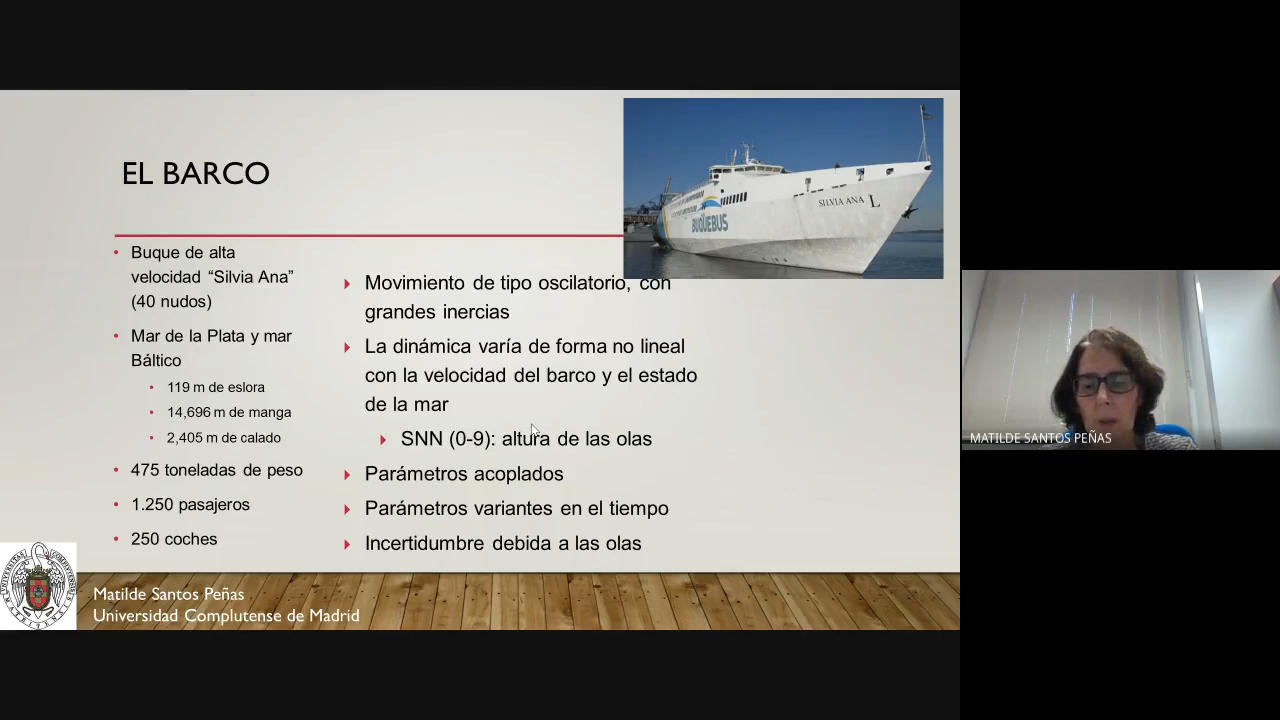 EL BARCO
SILVIA ANA L
BUQUEBUS
Buque de alta
velocidad “Silvia Ana”
(40 nudos)
Mar de la Plata y mar
Báltico
119 m de eslora
14,696 m de manga
2,405 m de calado
475 toneladas de peso
1.250 pasajeros
250 coches
Movimiento de tipo oscilatorio, con
grandes inercias
La dinámica varía de forma no lineal
con la velocidad del barco y el estado
de la mar
SNN (0-9): altura de las olas
Parámetros acoplados
Parámetros variantes en el tiempo
Incertidumbre debida a las olas
Matilde Santos Peñas
Universidad Complutense de Madrid
MATILDE SANTOS PEÑAS